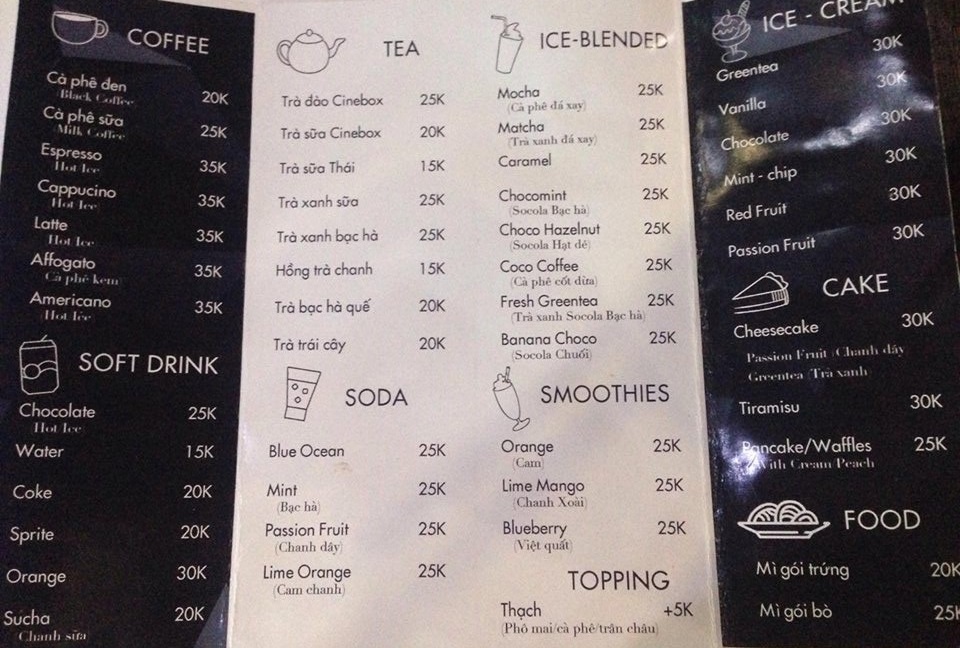 COFFEE
Cà phê đen 20K
(Black Coffee)
Cà phê sữa 25K
(Milk Coffee)
Espresso 35K
Hot/Ice
Cappucino 35K
Hot/Ice
Latte 35K
Hot/Ice
Affogato 35K
(Cà phê kem)
Americano 35K
(Hot/Ice)
SOFT DRINK
Chocolate 25K
Hot/Ice
Water 15K
Coke 20K
Sprite 20K
Orange 30K
Sucha 20K
(Chanh sữa)
TEA
Trà đào Cinebox 25K
Trà sữa Cinebox 20K
Trà sữa Thái 15K
Trà xanh sữa 25K
Trà xanh bạc hà 25K
Hồng trà chanh 15K
Trà bạc hà quế 20K
Trà trái cây 20K
SODA
Blue Ocean 25K
Mint 25K
(Bạc hà)
Passion Fruit 25K
(Chanh dây)
Lime Orange 25K
(Cam chanh)
ICE-BLENDED
Mocha 25K
(Cà phê đá xay)
Matcha 25K
(Trà xanh đá xay)
Caramel 25K
Chocomint 25K
(Socola Bạc hà)
Choco Hazelnut 25K
(Socola Hạt dẻ)
Coco Coffee 25K
(Cà phê cốt dừa)
Fresh Greentea 25K
(Trà xanh Socola Bạc hà)
Banana Choco 25K
(Socola Chuối)
SMOOTHIES
Orange 25K
(Cam)
Lime Mango 25K
(Chanh Xoài)
Blueberry 25K
(Việt quất)
TOPPING
Thạch +5K
(Phô mai/cà phê/trân châu)
ICE - CREAM
Greentea 30K
Vanilla 30K
Chocolate 30K
Mint - chip 30K
Red Fruit 30K
Passion Fruit 30K
CAKE
Cheesecake 30K
Passion Fruit /Chanh dây
Greentea /Trà xanh
Tiramisu 30K
Pancake/Waffles 25K
With Cream/Peach
FOOD
Mì gói trứng 20K
Mì gói bò 25K